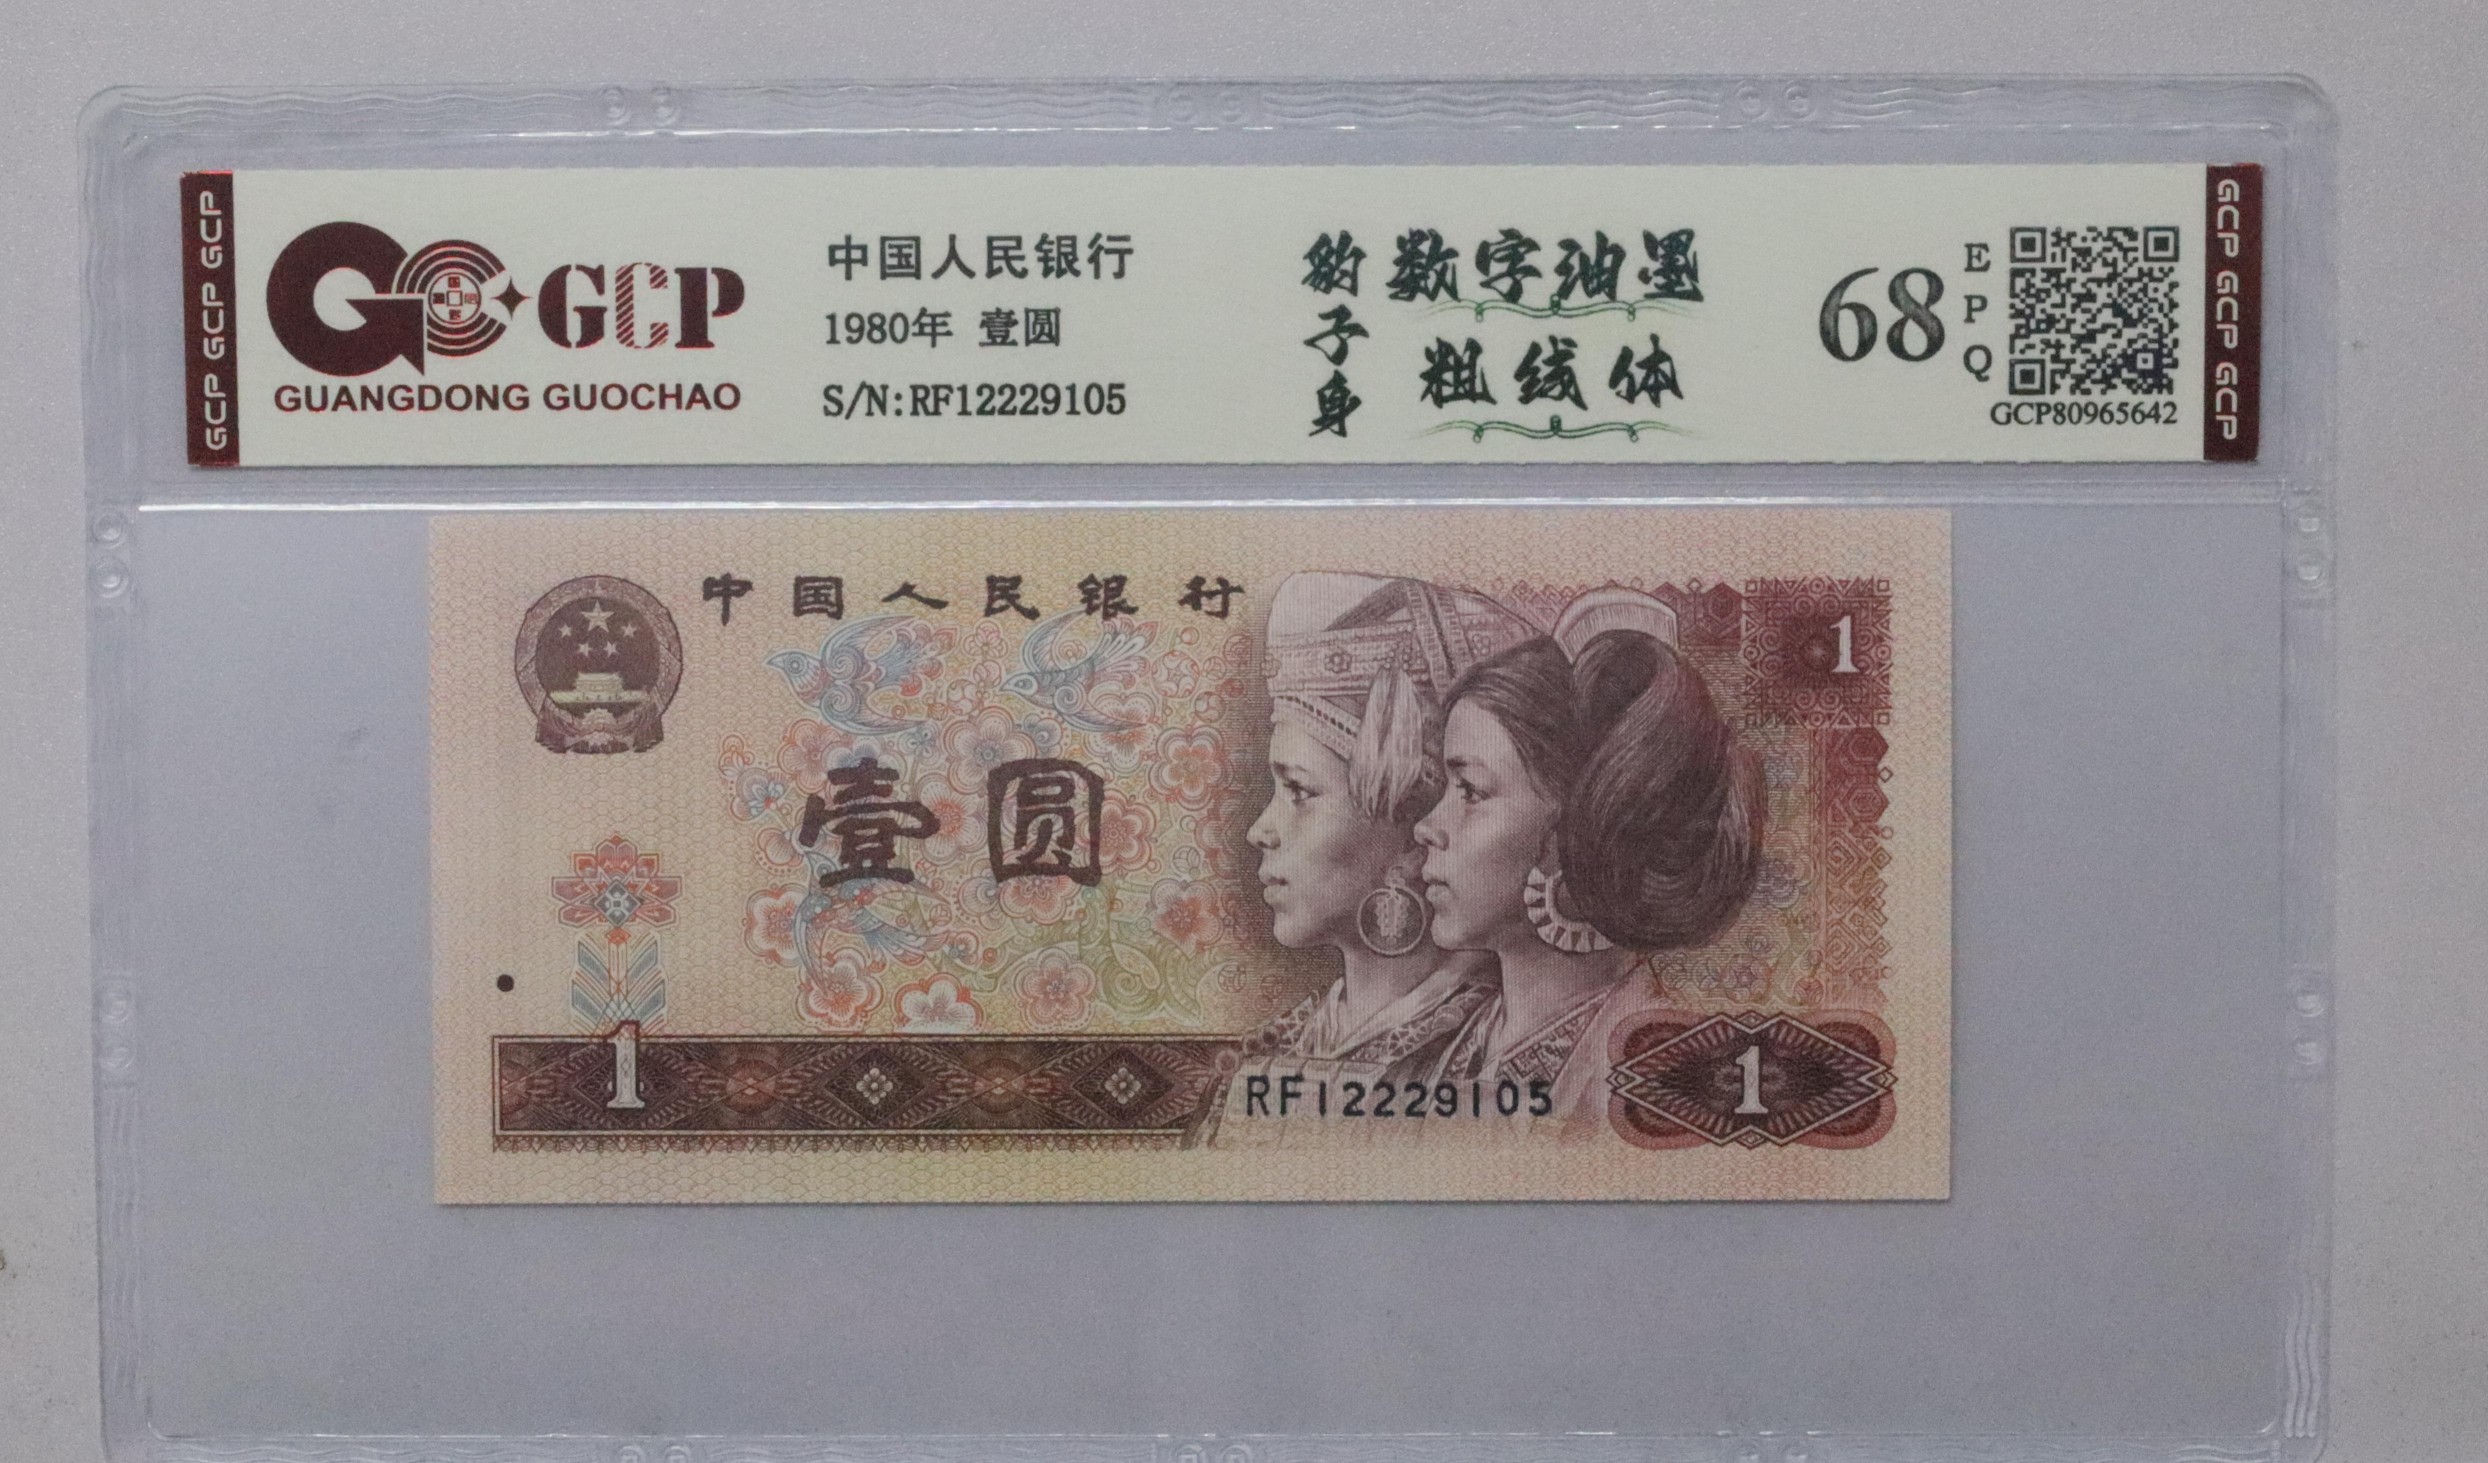 GCP GCP GCP
GCP
GUANGDONG GUOCHAO
中国人民银行
1980年 壹圆
S/N:RF12229105
豹子身
数字油墨
粗线体
68
EPQ
GCP80965642
GCP GCP GCP
中国人民银行
1
壹圆
1
RF12229105
1